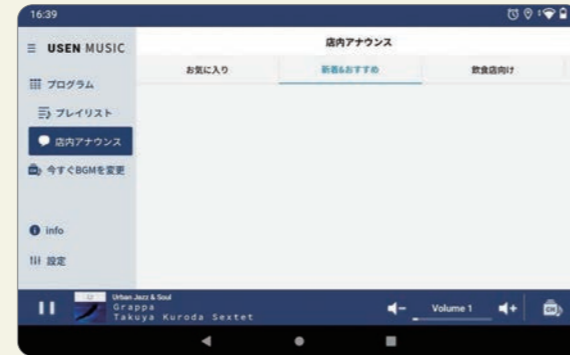 16:39
USEN MUSIC
店内アナウンス
お気に入り
新着&おすすめ
飲食店向け
プログラム
プレイリスト
店内アナウンス
今すぐBGMを変更
info
設定
Urban Jazz & Soul
Grappa
Takuya Kuroda Sextet
Volume 1